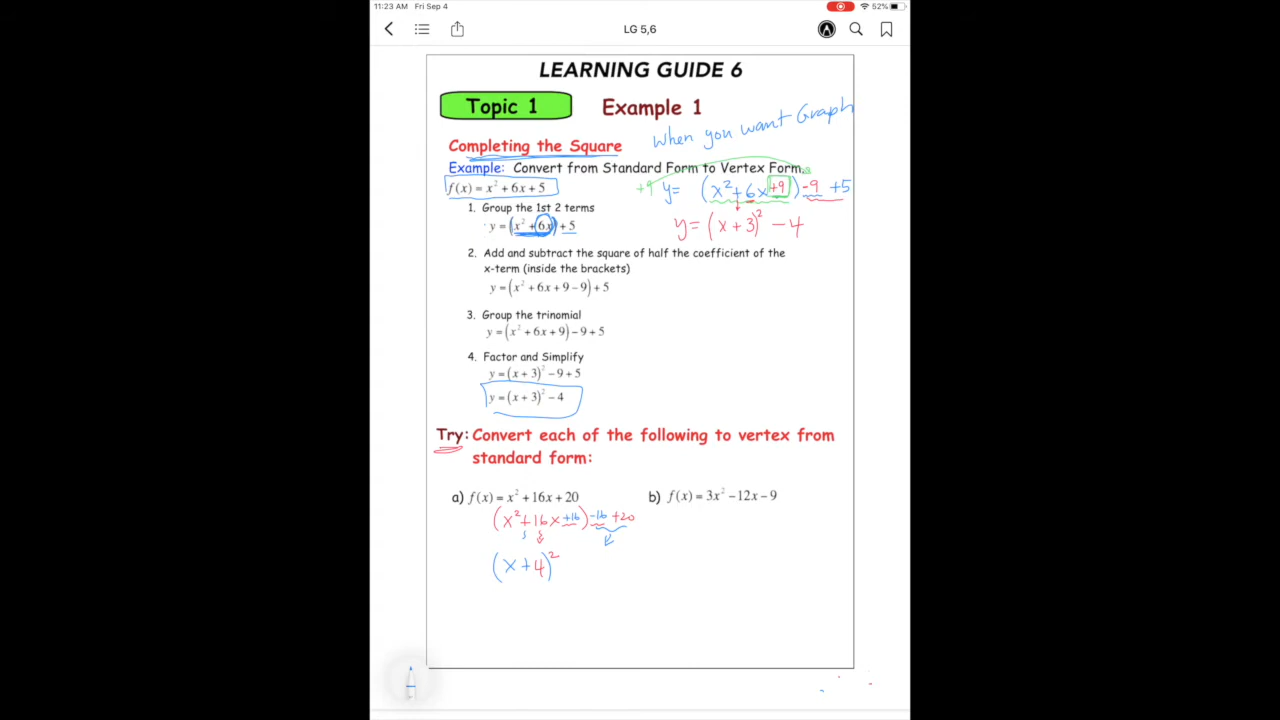 11:23 AM Fri Sep 4
52%
LG 5,6
LEARNING GUIDE 6
Topic 1
Example 1
When you want Graph
Completing the Square
Example: Convert from Standard Form to Vertex Form.
f(x) = x² + 6x + 5
+9 y = (x² + 6x +9) -9 +5
1. Group the 1st 2 terms
y = (x² + 6x) + 5
y = (x + 3)² - 4
2. Add and subtract the square of half the coefficient of the
x-term (inside the brackets)
y = (x² + 6x + 9 - 9) + 5
3. Group the trinomial
y = (x² + 6x + 9) - 9 + 5
4. Factor and Simplify
y = (x + 3)² - 9 + 5
y = (x + 3)² - 4
Try: Convert each of the following to vertex from
standard form:
a) f(x) = x² + 16x + 20
b) f(x) = 3x² - 12x - 9
(x² + 16x +16) -16 +20
(x + 4)²